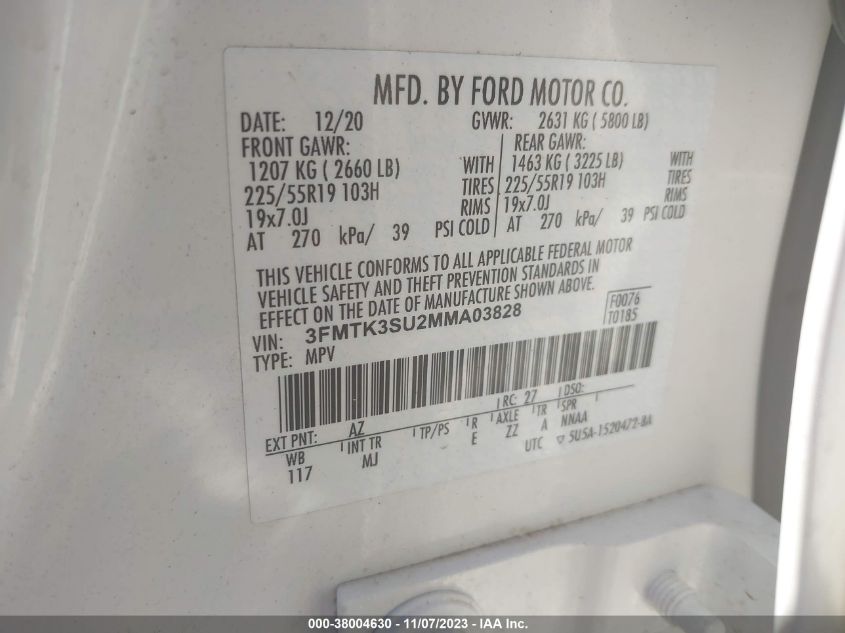 MFD. BY FORD MOTOR CO.
DATE: 12/20 GVWR: 2631 KG ( 5800 LB)
FRONT GAWR: REAR GAWR:
1207 KG ( 2660 LB) WITH 1463 KG ( 3225 LB) WITH
225/55R19 103H TIRES 225/55R19 103H TIRES
19x7.0J RIMS 19x7.0J RIMS
AT 270 kPa/ 39 PSI COLD AT 270 kPa/ 39 PSI COLD
THIS VEHICLE CONFORMS TO ALL APPLICABLE FEDERAL MOTOR
VEHICLE SAFETY AND THEFT PREVENTION STANDARDS IN
EFFECT ON THE DATE OF MANUFACTURE SHOWN ABOVE.
VIN: 3FMTK3SU2MMA03828 F0076
TYPE: MPV T0185
EXT PNT: AZ RC: 27 DSO:
WB INT TR TP/PS R AXLE TR SPR
117 MJ E ZZ A NNAA
UTC ▽ 5U5A-1520472-BA
000-38004630 - 11/07/2023 - IAA Inc.